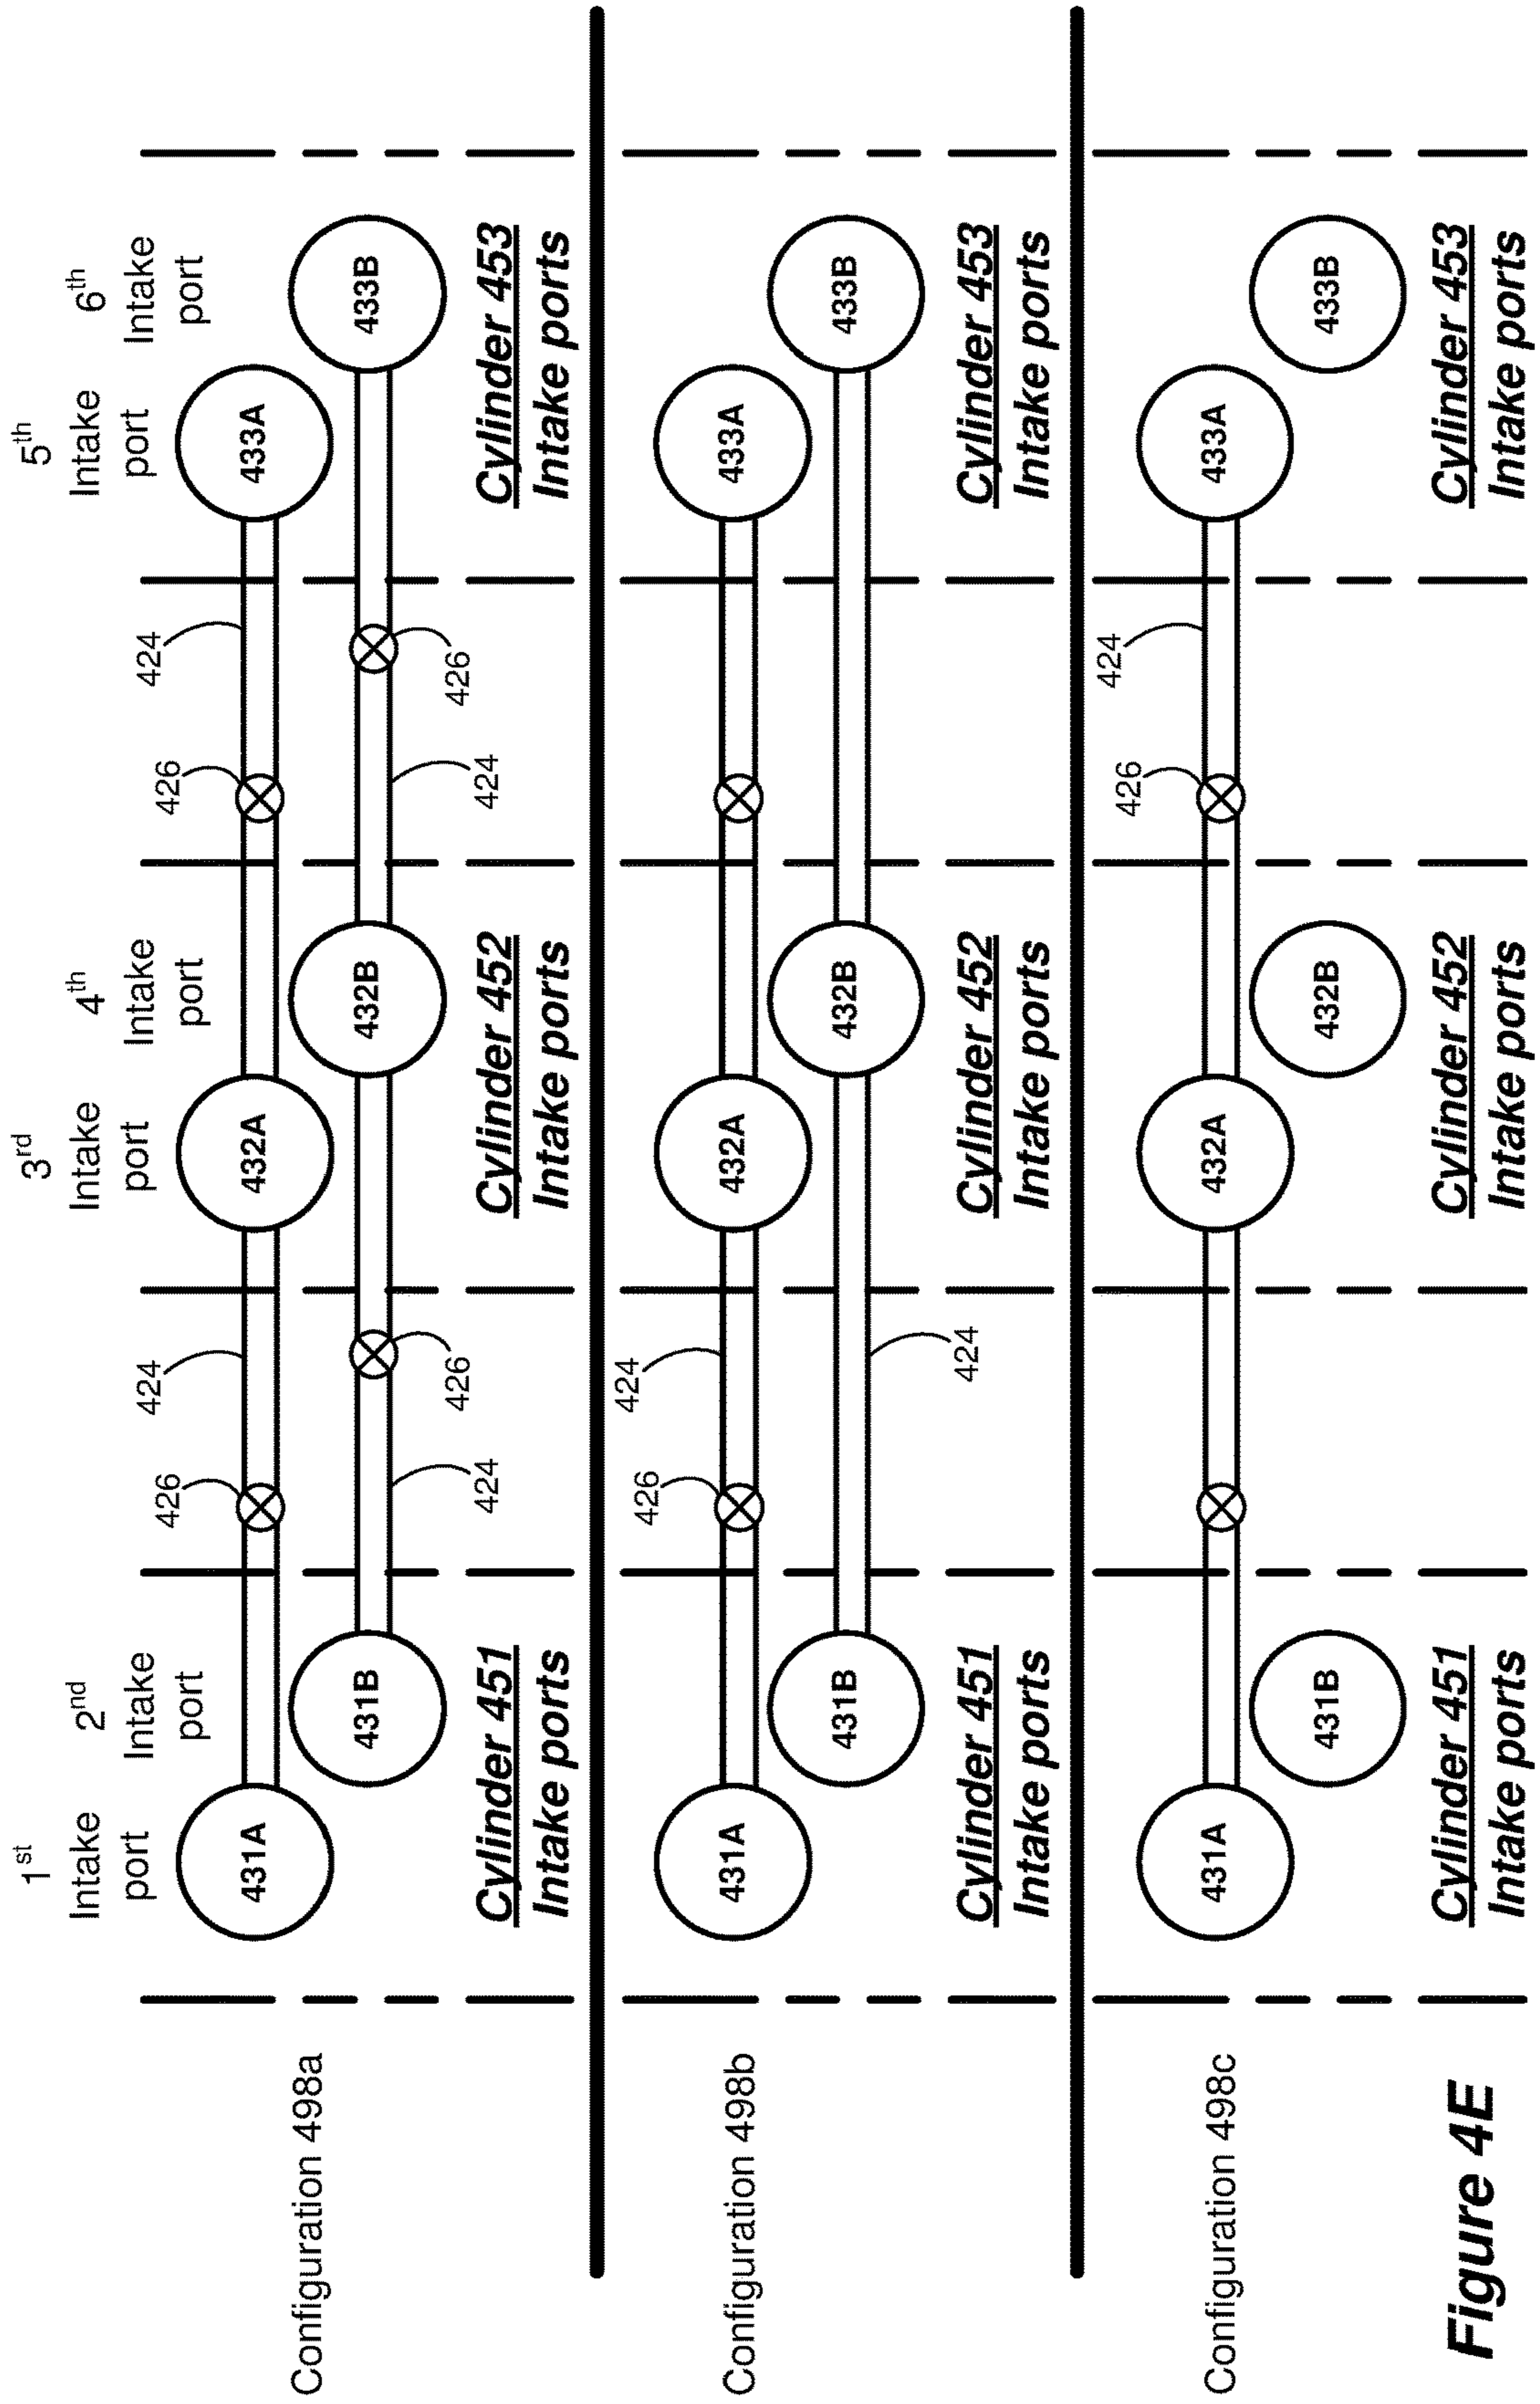 1st
Intake
port
2nd
Intake
port
3rd
Intake
port
4th
Intake
port
5th
Intake
port
6th
Intake
port
Configuration 498a
431A
431B
432A
432B
433A
433B
426
424
426
424
424
426
424
426
Cylinder 451
Intake ports
Cylinder 452
Intake ports
Cylinder 453
Intake ports
Configuration 498b
431A
431B
432A
432B
433A
433B
426
424
424
Cylinder 451
Intake ports
Cylinder 452
Intake ports
Cylinder 453
Intake ports
Configuration 498c
431A
431B
432A
432B
433A
433B
426
424
Cylinder 451
Intake ports
Cylinder 452
Intake ports
Cylinder 453
Intake ports
Figure 4E